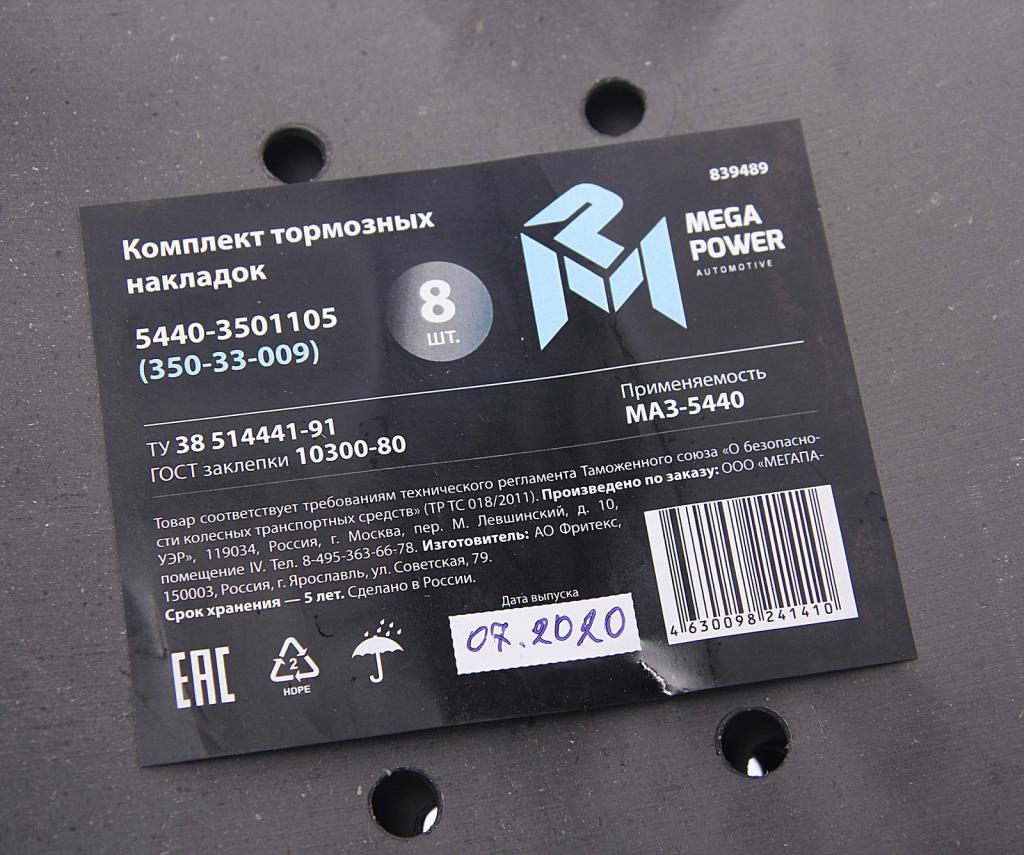 839489
Комплект тормозных
накладок
MEGA
POWER
AUTOMOTIVE
8
шт.
5440-3501105
(350-33-009)
Применяемость
МАЗ-5440
ТУ 38 514441-91
ГОСТ заклепки 10300-80
Товар соответствует требованиям технического регламента Таможенного союза «О безопасно-
сти колесных транспортных средств» (ТР ТС 018/2011). Произведено по заказу: ООО «МЕГАПА-
УЭР», 119034, Россия, г. Москва, пер. М. Левшинский, д. 10,
помещение IV. Тел. 8-495-363-66-78. Изготовитель: АО Фритекс,
150003, Россия, г. Ярославль, ул. Советская, 79.
Срок хранения — 5 лет. Сделано в России.
Дата выпуска
07.2020
4 630098 241410
EAC
2
HDPE